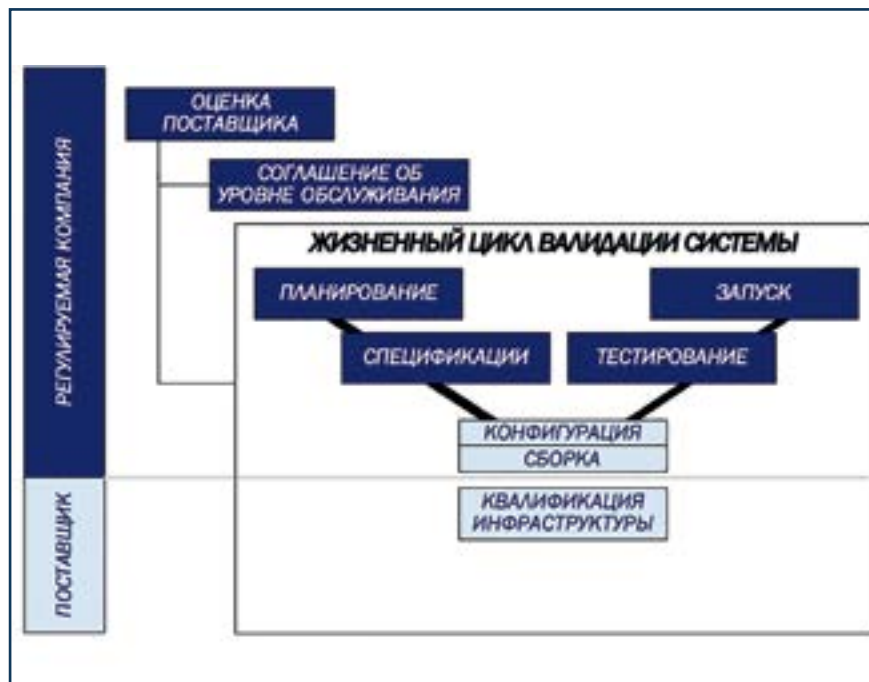 РЕГУЛИРУЕМАЯ КОМПАНИЯ
ПОСТАВЩИК
ОЦЕНКА
ПОСТАВЩИКА
СОГЛАШЕНИЕ ОБ
УРОВНЕ ОБСЛУЖИВАНИЯ
ЖИЗНЕННЫЙ ЦИКЛ ВАЛИДАЦИИ СИСТЕМЫ
ПЛАНИРОВАНИЕ
ЗАПУСК
СПЕЦИФИКАЦИИ
ТЕСТИРОВАНИЕ
КОНФИГУРАЦИЯ
СБОРКА
КВАЛИФИКАЦИЯ
ИНФРАСТРУКТУРЫ